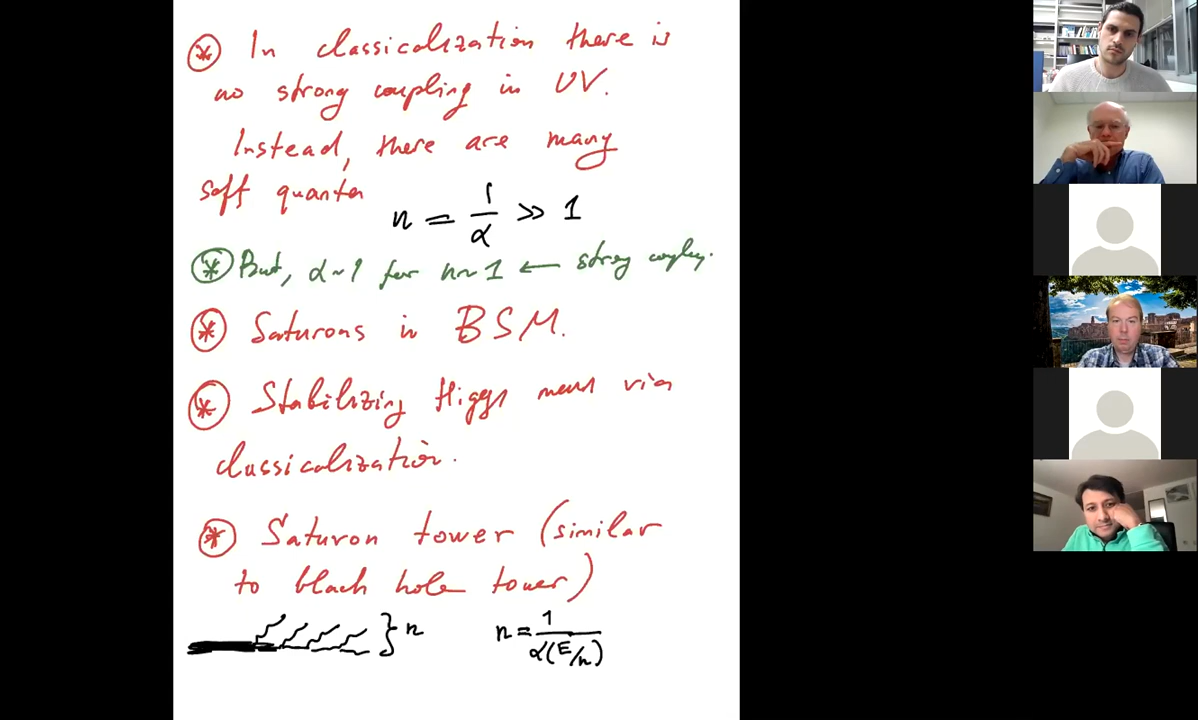 ⊛ In classicalization there is
no strong coupling in UV.
Instead, there are many
soft quanta n = 1/α >> 1
⊛ But, α~1 for n~1 ← strong coupling.
⊛ Saturons in BSM.
⊛ Stabilizing Higgs mass via
classicalization.
⊛ Saturon tower (similar
to black hole tower)
} n n = 1/α(E/n)